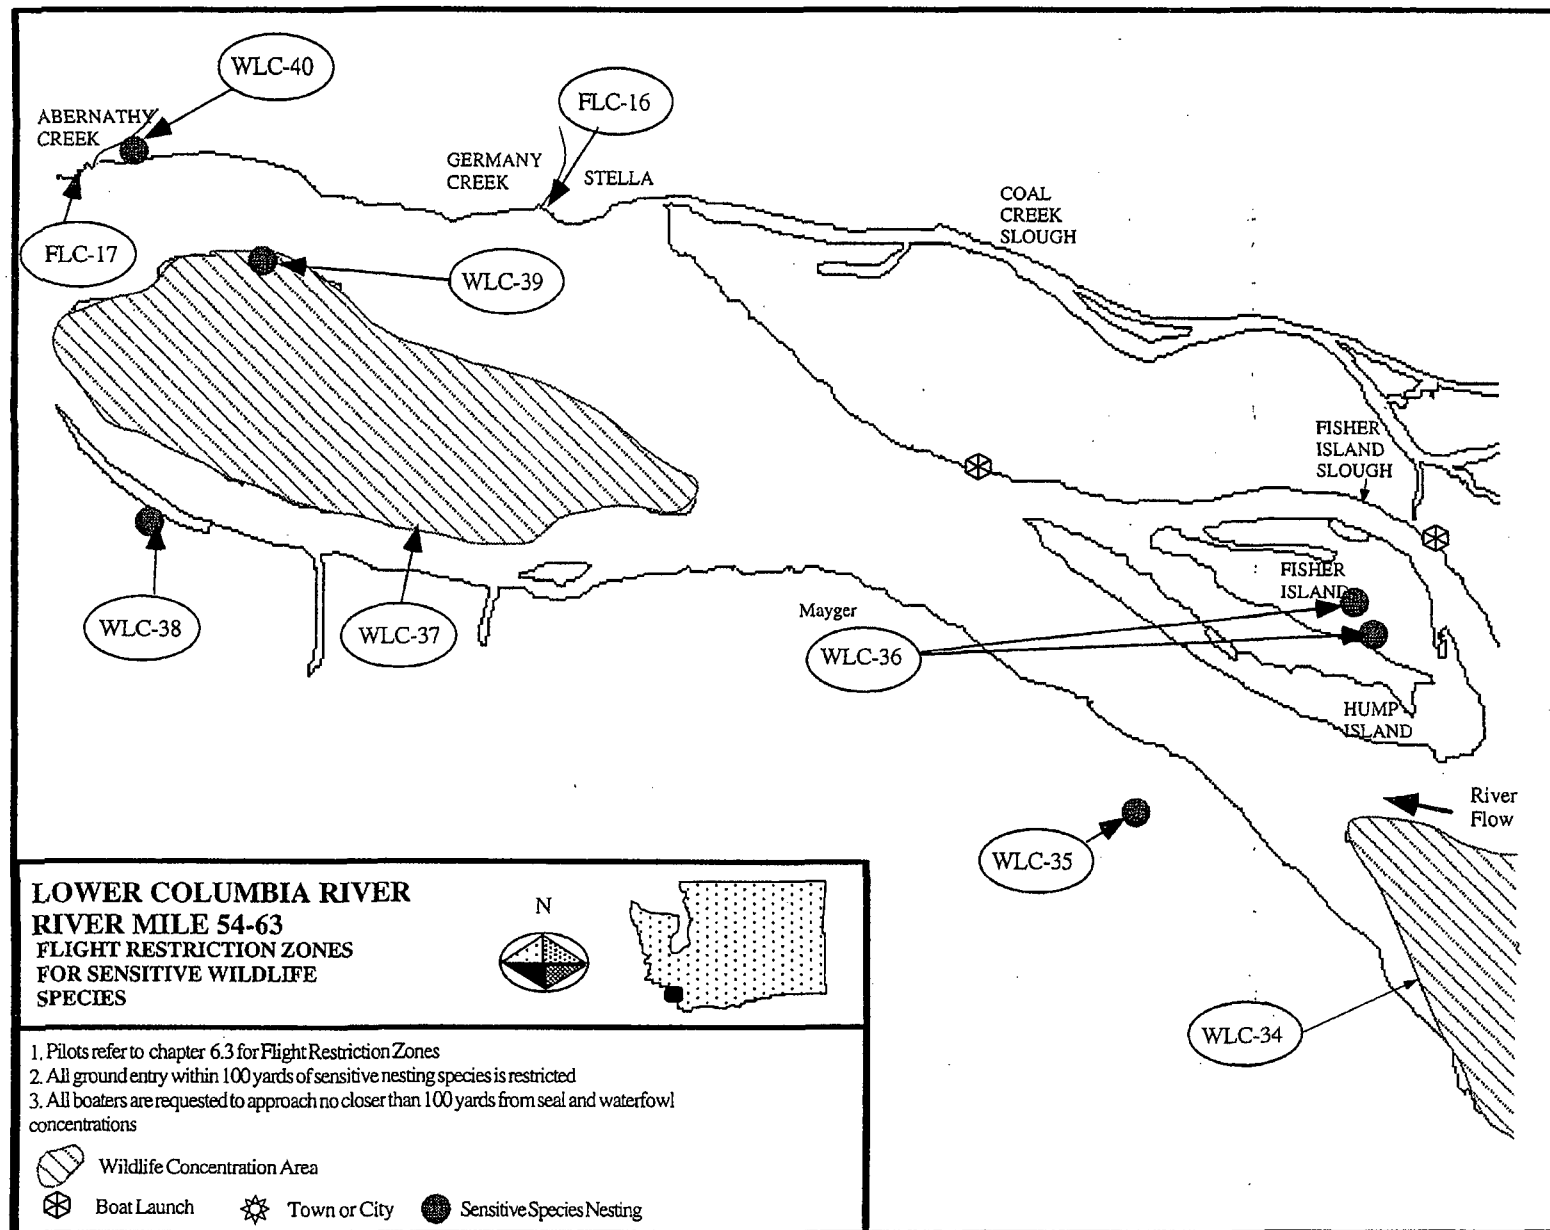 WLC-40
ABERNATHY
CREEK
FLC-16
GERMANY
CREEK
STELLA
COAL
CREEK
SLOUGH
FLC-17
WLC-39
FISHER
ISLAND
SLOUGH
FISHER
ISLAND
WLC-38
WLC-37
Mayger
WLC-36
HUMP
ISLAND
River
Flow
WLC-35
WLC-34
LOWER COLUMBIA RIVER
RIVER MILE 54-63
FLIGHT RESTRICTION ZONES
FOR SENSITIVE WILDLIFE
SPECIES
N
1. Pilots refer to chapter 6.3 for Flight Restriction Zones
2. All ground entry within 100 yards of sensitive nesting species is restricted
3. All boaters are requested to approach no closer than 100 yards from seal and waterfowl
concentrations
Wildlife Concentration Area
Boat Launch
Town or City
Sensitive Species Nesting